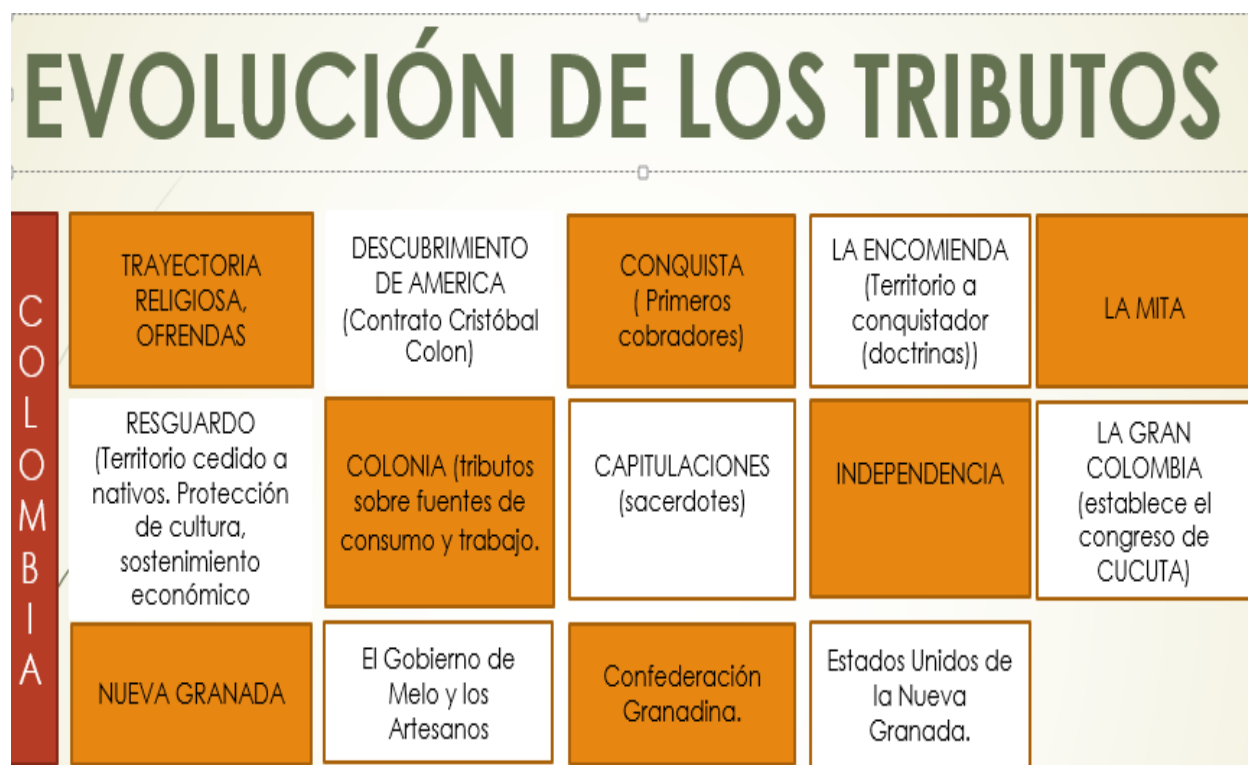 EVOLUCIÓN DE LOS TRIBUTOS
COLOMBIA
TRAYECTORIA
RELIGIOSA,
OFRENDAS
DESCUBRIMIENTO
DE AMERICA
(Contrato Cristóbal
Colon)
CONQUISTA
( Primeros
cobradores)
LA ENCOMIENDA
(Territorio a
conquistador
(doctrinas))
LA MITA
RESGUARDO
(Territorio cedido a
nativos. Protección
de cultura,
sostenimiento
económico
COLONIA (tributos
sobre fuentes de
consumo y trabajo.
CAPITULACIONES
(sacerdotes)
INDEPENDENCIA
LA GRAN
COLOMBIA
(establece el
congreso de
CUCUTA)
NUEVA GRANADA
El Gobierno de
Melo y los
Artesanos
Confederación
Granadina.
Estados Unidos de
la Nueva
Granada.